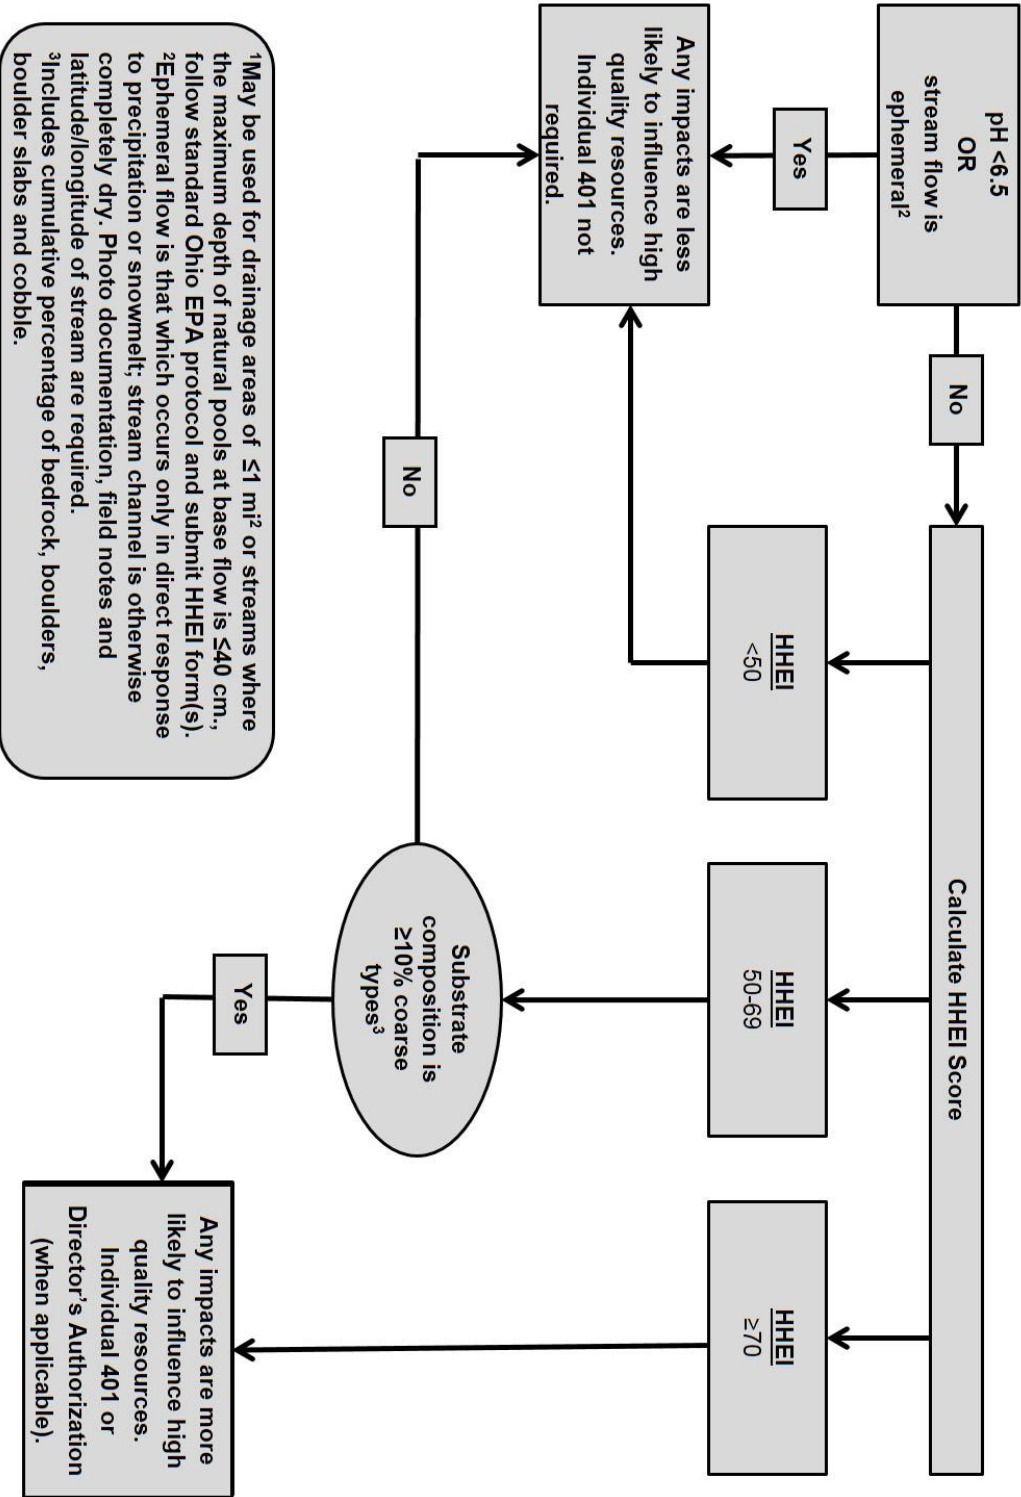 pH <6.5
OR
stream flow is
ephemeral²
No
Calculate HHEI Score
Yes
HHEI
<50
HHEI
50-69
HHEI
≥70
Any impacts are less
likely to influence high
quality resources.
Individual 401 not
required.
No
Substrate
composition is
≥10% coarse
types³
Yes
Any impacts are more
likely to influence high
quality resources.
Individual 401 or
Director's Authorization
(when applicable).
¹May be used for drainage areas of ≤1 mi² or streams where
the maximum depth of natural pools at base flow is ≤40 cm.,
follow standard Ohio EPA protocol and submit HHEI form(s).
²Ephemeral flow is that which occurs only in direct response
to precipitation or snowmelt; stream channel is otherwise
completely dry. Photo documentation, field notes and
latitude/longitude of stream are required.
³Includes cumulative percentage of bedrock, boulders,
boulder slabs and cobble.